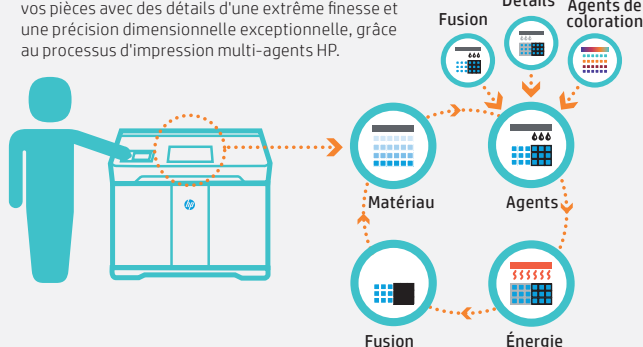 vos pièces avec des détails d'une extrême finesse et
une précision dimensionnelle exceptionnelle, grâce
au processus d'impression multi-agents HP.
Fusion
Détails
Agents de
coloration
hp
Matériau
Agents
Fusion
Énergie